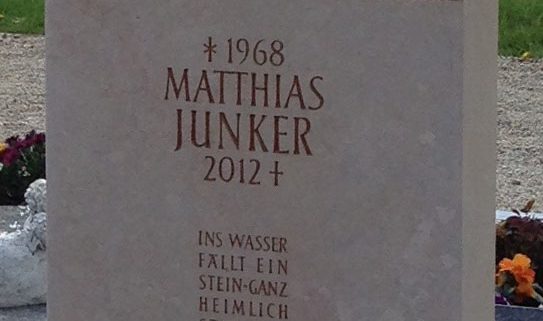 * 1968
MATTHIAS
JUNKER
2012 †
INS WASSER
FÄLLT EIN
STEIN-GANZ
HEIMLICH